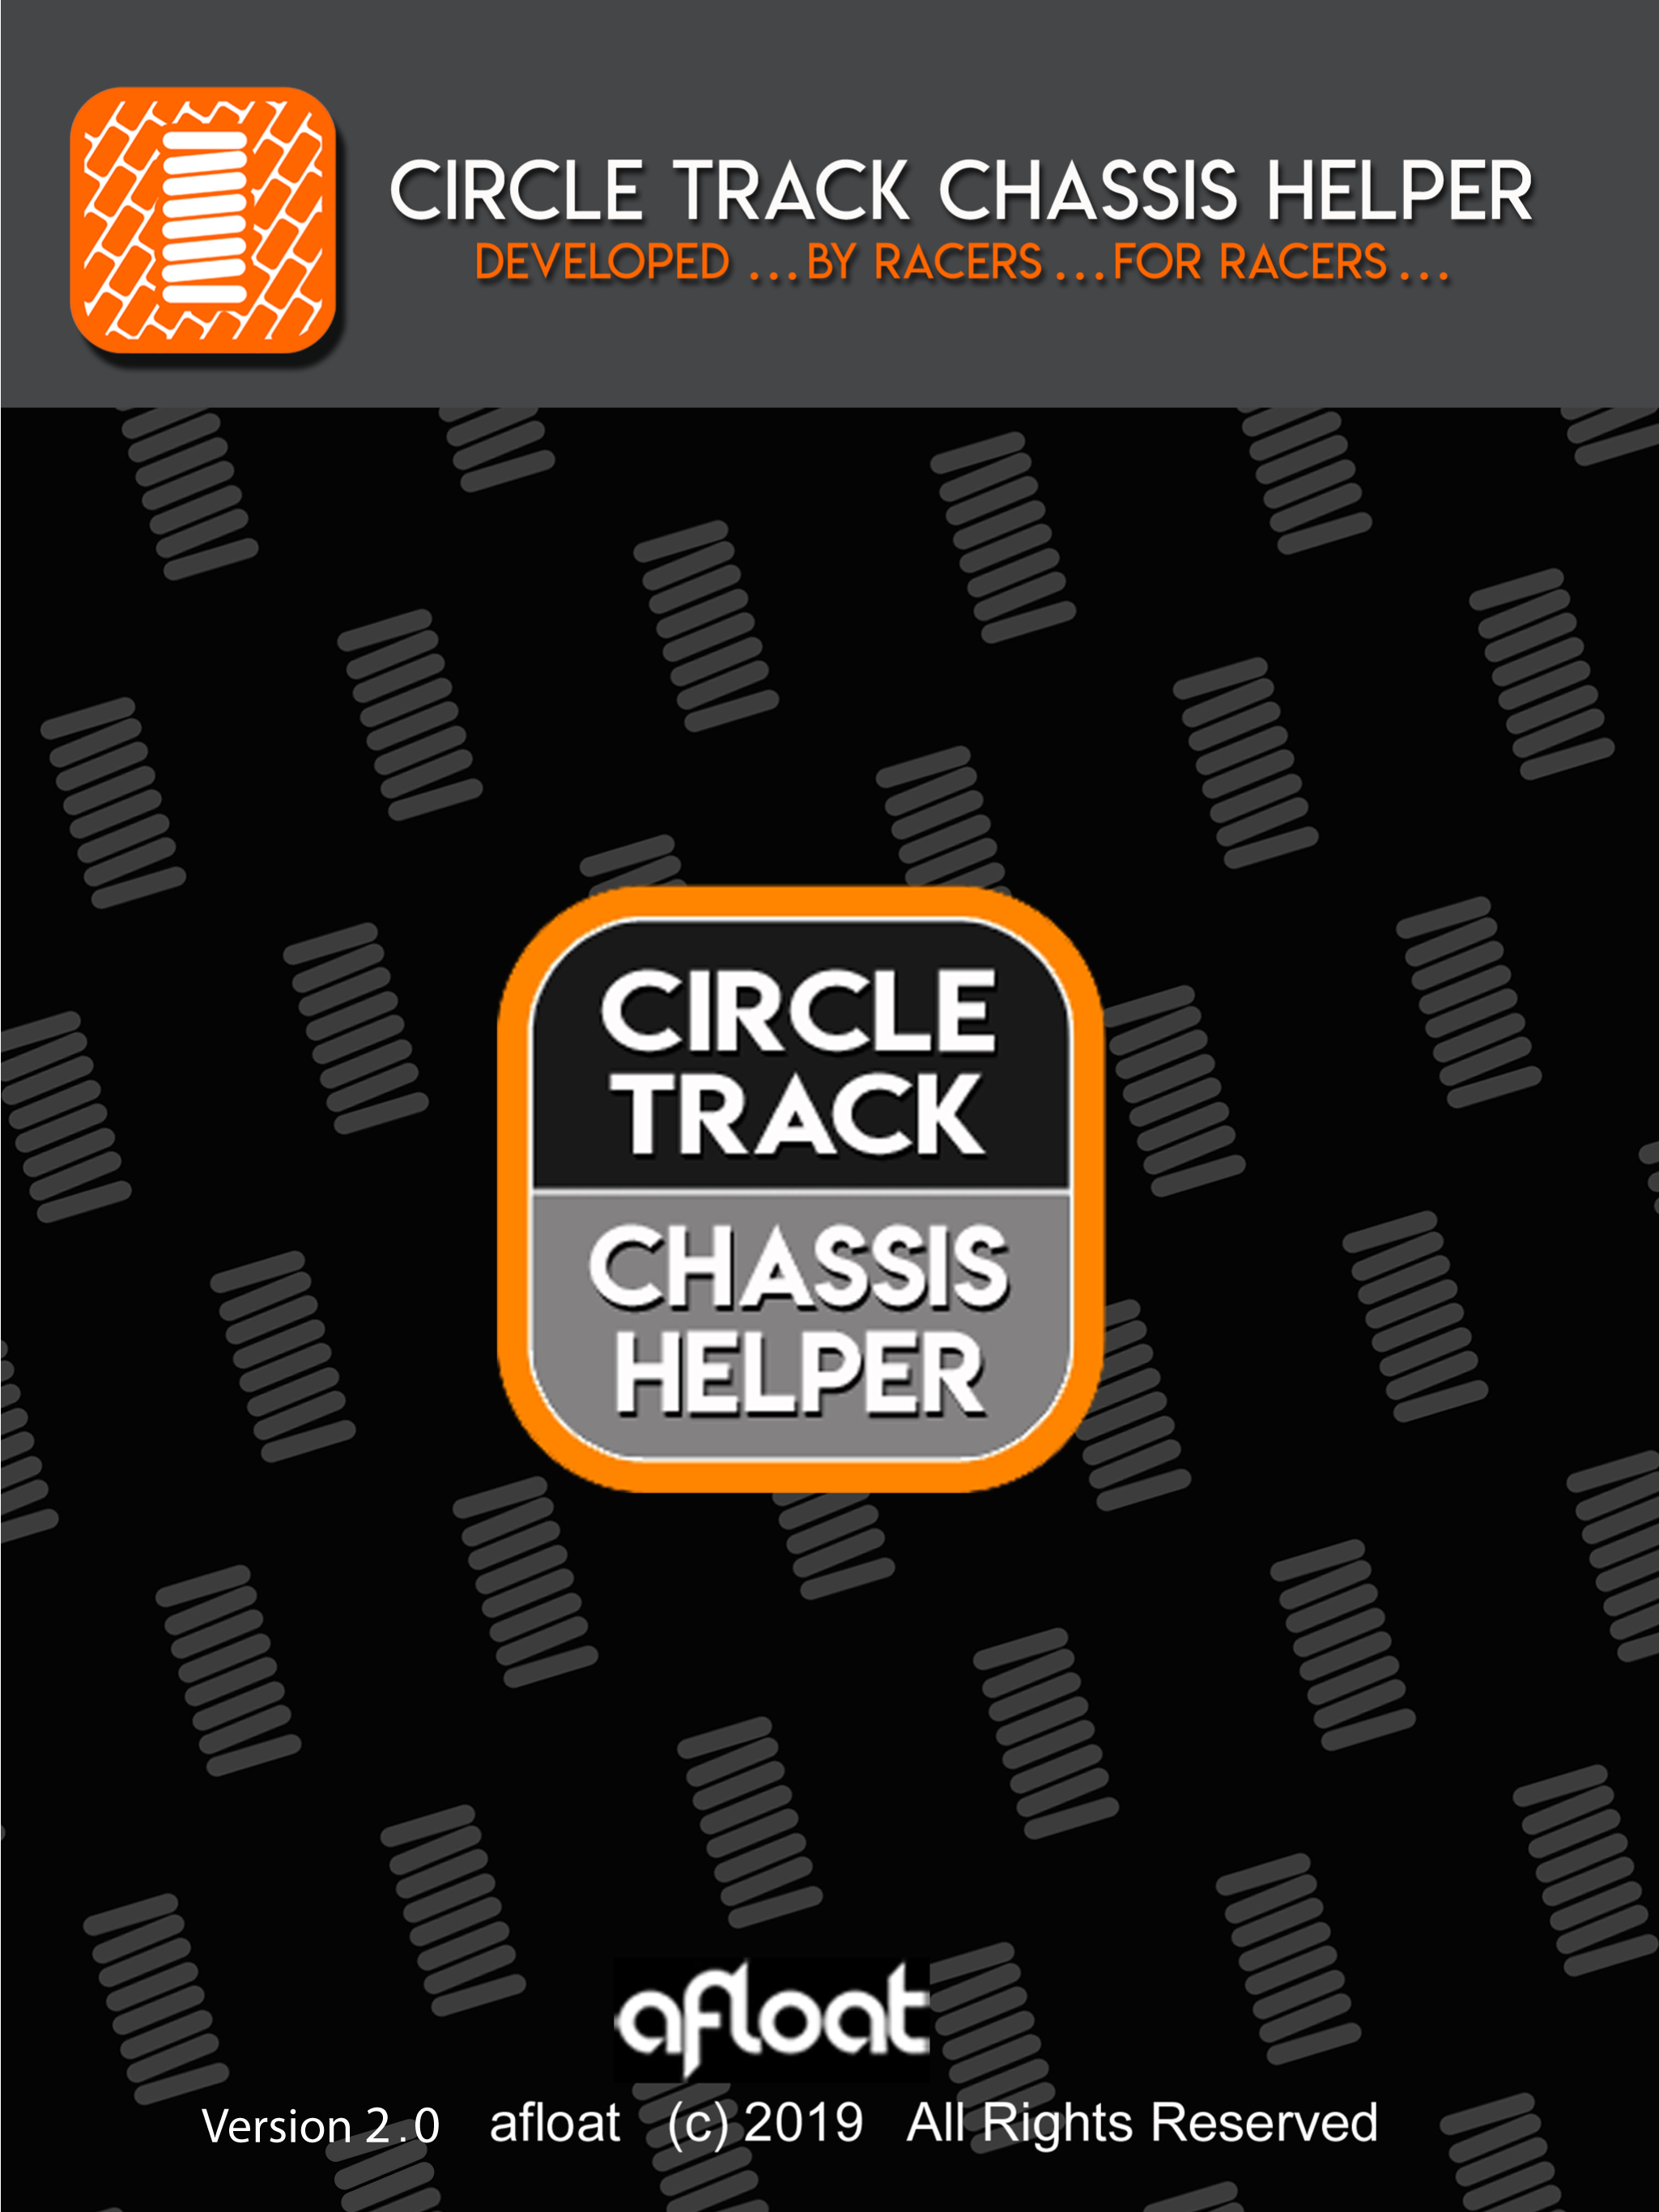 CIRCLE TRACK CHASSIS HELPER
DEVELOPED ...BY RACERS...FOR RACERS...
CIRCLE
TRACK
CHASSIS
HELPER
afloat
Version 2.0 afloat (c) 2019 All Rights Reserved